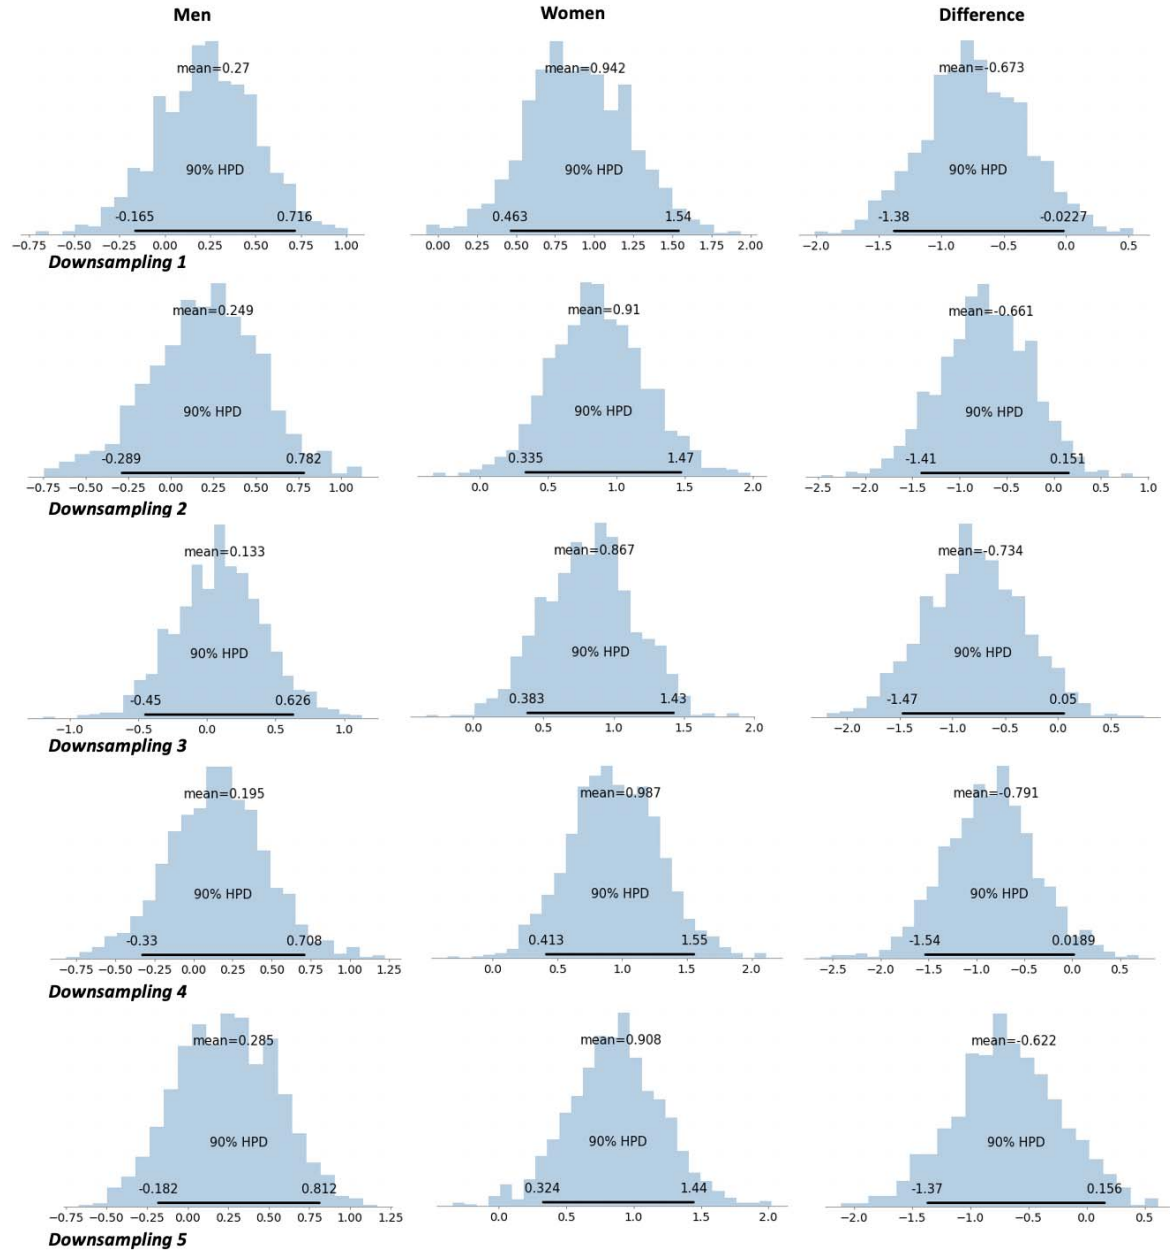 Men Women Difference
mean=0.27 mean=0.942 mean=-0.673
90% HPD 90% HPD 90% HPD
-0.165 0.716 0.463 1.54 -1.38 -0.0227
−0.75 −0.50 −0.25 0.00 0.25 0.50 0.75 1.00 0.00 0.25 0.50 0.75 1.00 1.25 1.50 1.75 2.00 −2.0 −1.5 −1.0 −0.5 0.0 0.5
Downsampling 1
mean=0.249 mean=0.91 mean=-0.661
90% HPD 90% HPD 90% HPD
-0.289 0.782 0.335 1.47 -1.41 0.151
−0.75 −0.50 −0.25 0.00 0.25 0.50 0.75 1.00 0.0 0.5 1.0 1.5 2.0 −2.5 −2.0 −1.5 −1.0 −0.5 0.0 0.5 1.0
Downsampling 2
mean=0.133 mean=0.867 mean=-0.734
90% HPD 90% HPD 90% HPD
-0.45 0.626 0.383 1.43 -1.47 0.05
−1.0 −0.5 0.0 0.5 1.0 0.0 0.5 1.0 1.5 2.0 −2.0 −1.5 −1.0 −0.5 0.0 0.5
Downsampling 3
mean=0.195 mean=0.987 mean=-0.791
90% HPD 90% HPD 90% HPD
-0.33 0.708 0.413 1.55 -1.54 0.0189
−0.75 −0.50 −0.25 0.00 0.25 0.50 0.75 1.00 1.25 0.0 0.5 1.0 1.5 2.0 −2.5 −2.0 −1.5 −1.0 −0.5 0.0 0.5
Downsampling 4
mean=0.285 mean=0.908 mean=-0.622
90% HPD 90% HPD 90% HPD
-0.182 0.812 0.324 1.44 -1.37 0.156
−0.75 −0.50 −0.25 0.00 0.25 0.50 0.75 1.00 1.25 0.0 0.5 1.0 1.5 2.0 −2.0 −1.5 −1.0 −0.5 0.0 0.5
Downsampling 5